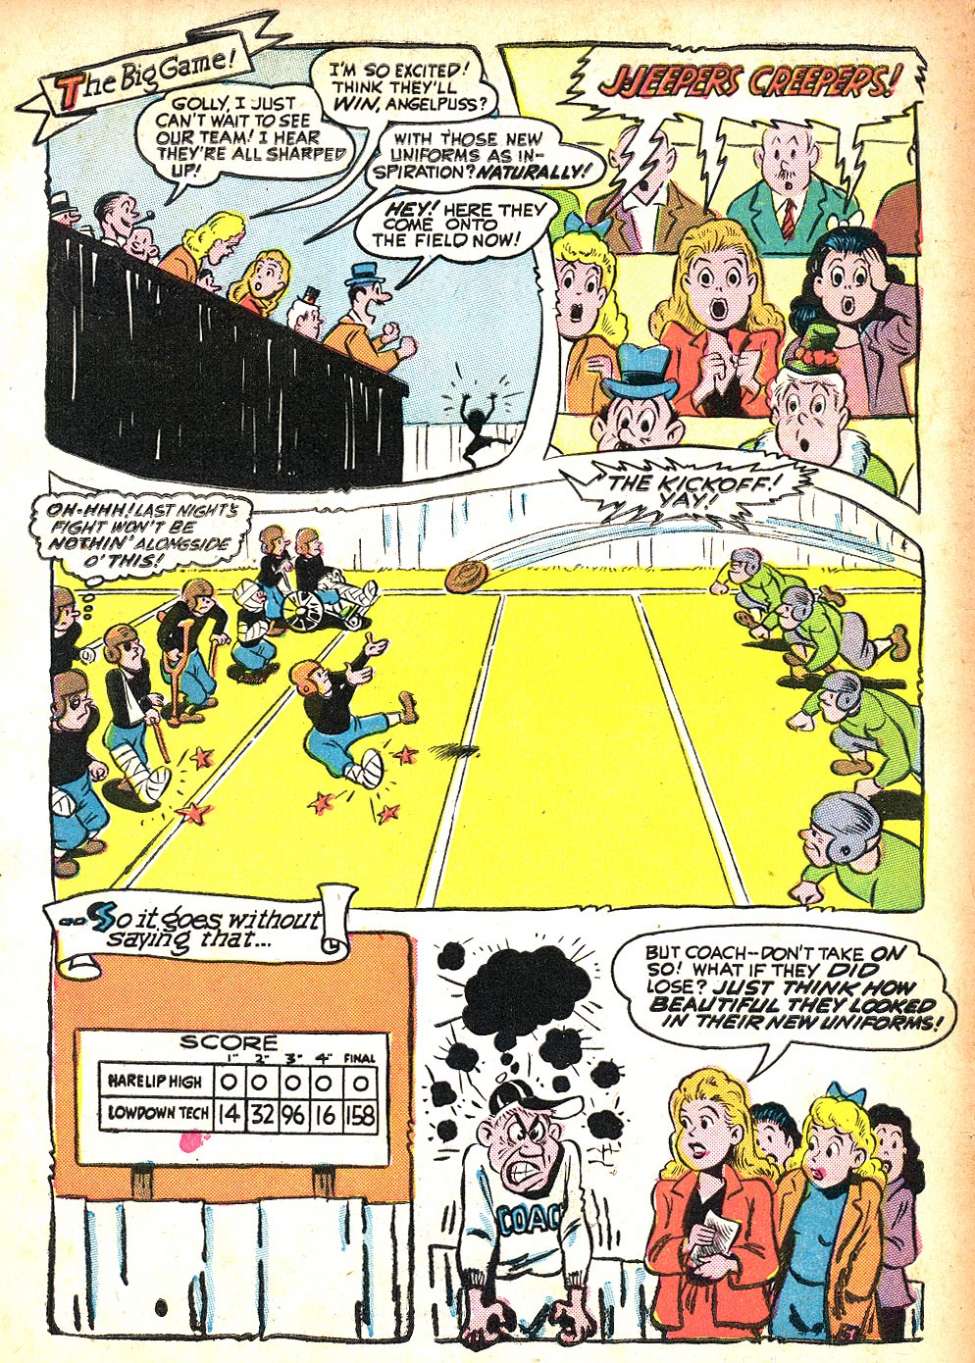 The Big Game!
GOLLY, I JUST
CAN'T WAIT TO SEE
OUR TEAM! I HEAR
THEY'RE ALL SHARPED
UP!
I'M SO EXCITED!
THINK THEY'LL
WIN, ANGELPUSS?
WITH THOSE NEW
UNIFORMS AS IN-
SPIRATION? NATURALLY!
HEY! HERE THEY
COME ONTO
THE FIELD NOW!
J-JEEPERS CREEPERS!
OH-HHH! LAST NIGHT'S
FIGHT WON'T BE
NOTHIN' ALONGSIDE
O' THIS!
THE KICKOFF!
YAY!
--So it goes without
saying that...
SCORE
1" 2" 3" 4" FINAL
HARELIP HIGH 0 0 0 0 0
LOWDOWN TECH 14 32 96 16 158
COAC
BUT COACH--DON'T TAKE ON
SO! WHAT IF THEY DID
LOSE? JUST THINK HOW
BEAUTIFUL THEY LOOKED
IN THEIR NEW UNIFORMS!